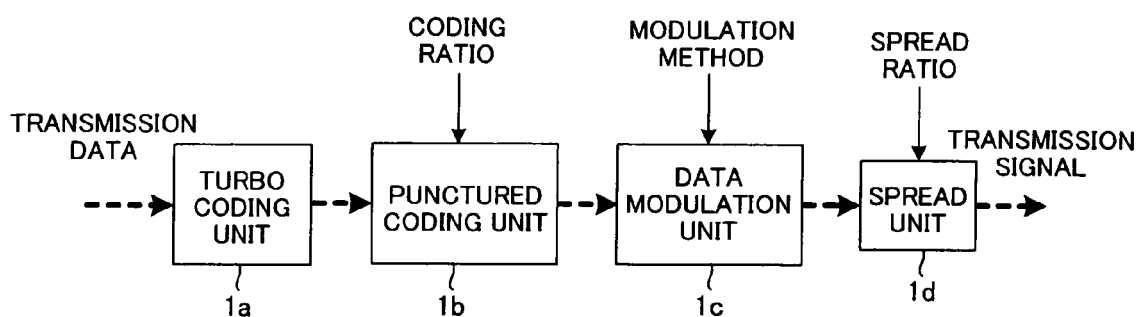 CODING
RATIO
MODULATION
METHOD
SPREAD
RATIO
TRANSMISSION
DATA
TRANSMISSION
SIGNAL
TURBO
CODING
UNIT
PUNCTURED
CODING UNIT
DATA
MODULATION
UNIT
SPREAD
UNIT
1a
1b
1c
1d